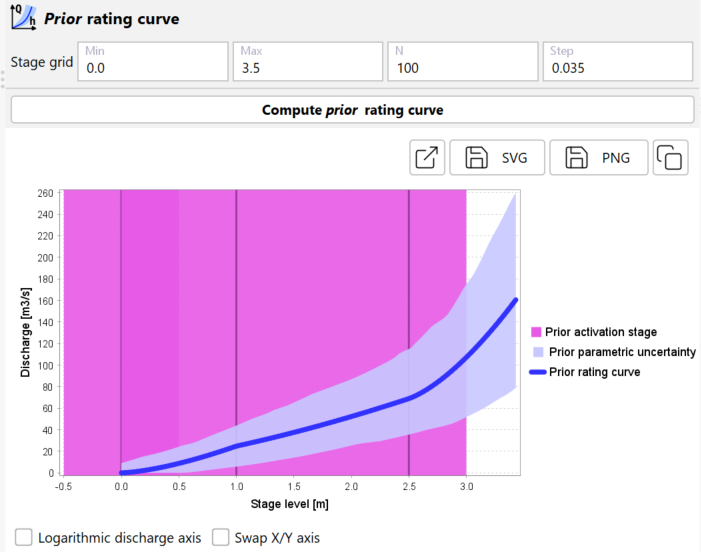 Q
h
Prior rating curve
Min
Max
N
Step
Stage grid
0.0
3.5
100
0.035
Compute prior rating curve
SVG
PNG
260
240
220
200
180
160
140
120
100
80
60
40
20
0
Discharge [m3/s]
-0.5
0.0
0.5
1.0
1.5
2.0
2.5
3.0
Stage level [m]
Prior activation stage
Prior parametric uncertainty
Prior rating curve
Logarithmic discharge axis
Swap X/Y axis